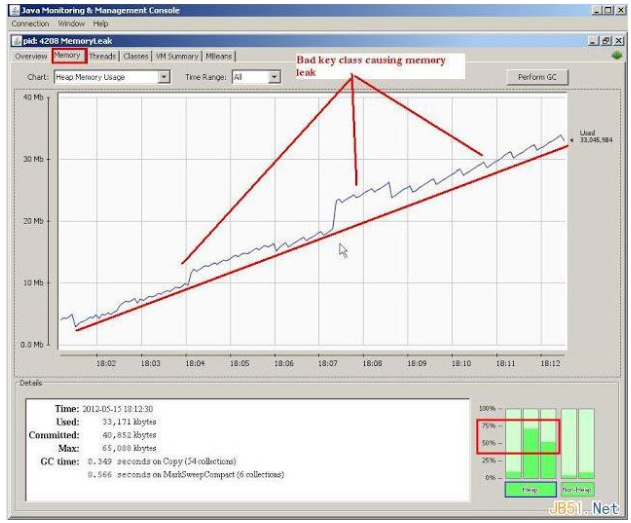 Java Monitoring & Management Console
Connection Window Help
pid: 4208 MemoryLeak
Overview Memory Threads Classes VM Summary MBeans
Bad key class causing memory
leak
Chart: Heap Memory Usage Time Range: All Perform GC
40 Mb
30 Mb
20 Mb
10 Mb
0.0 Mb
Used
33,045,984
18:02 18:03 18:04 18:05 18:06 18:07 18:08 18:09 18:10 18:11 18:12
Details
Time: 2012-05-15 18:12:30
Used: 33,171 kbytes
Committed: 40,852 kbytes
Max: 65,088 kbytes
GC time: 0.349 seconds on Copy (54 collections)
0.566 seconds on MarkSweepCompact (6 collections)
100%
75%
50%
25%
0%
Heap Non-Heap
JB51.Net